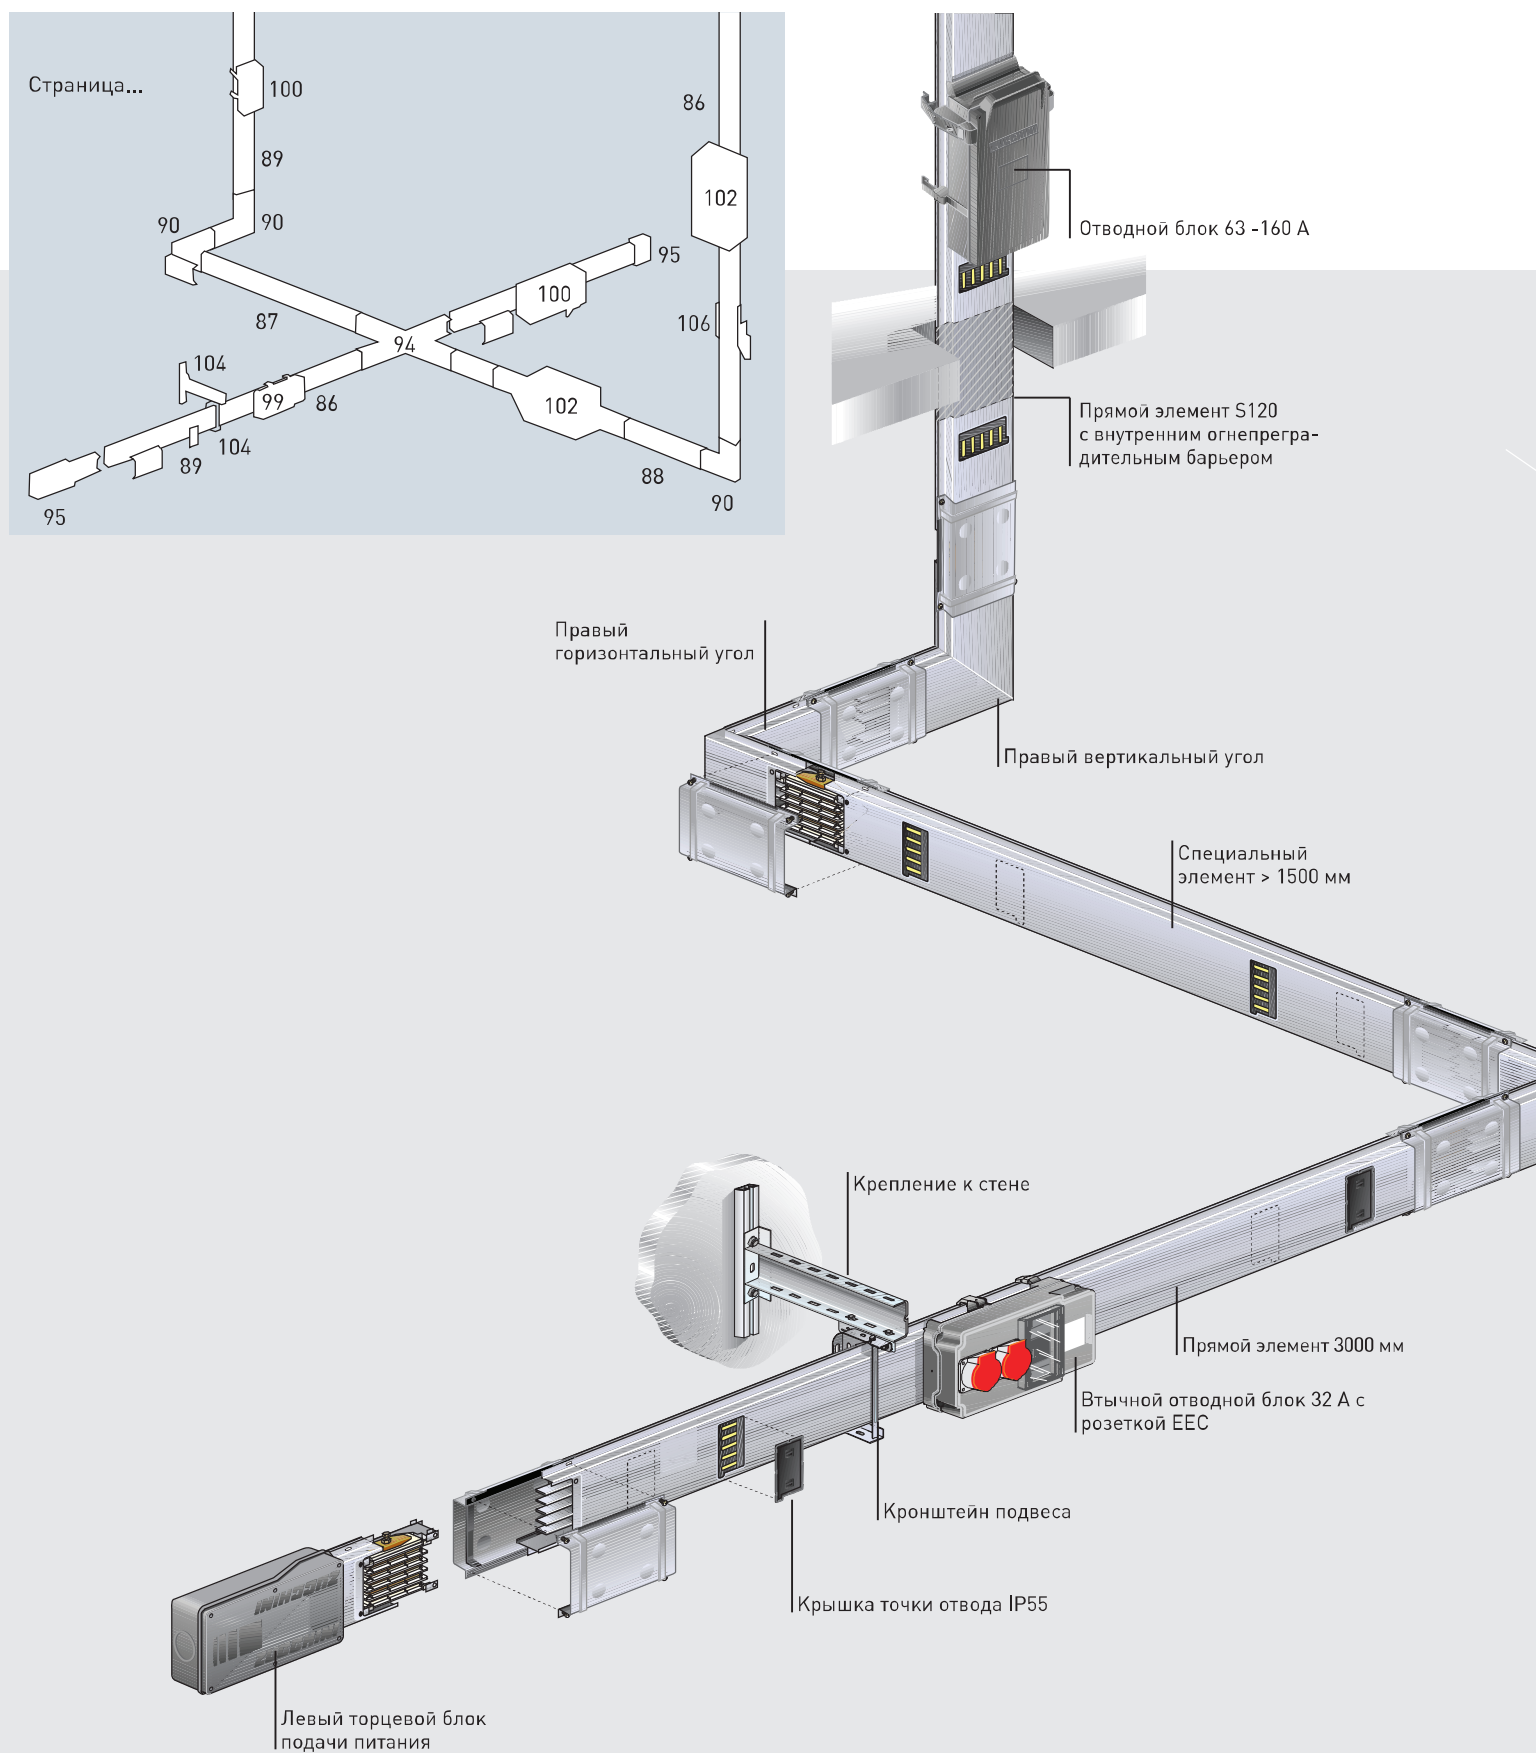 Страница...
100
86
89
102
90
90
95
100
87
106
94
104
99
86
102
104
89
88
90
95
Отводной блок 63 -160 А
Прямой элемент S120
с внутренним огнепрегра-
дительным барьером
Правый
горизонтальный угол
Правый вертикальный угол
Специальный
элемент > 1500 мм
Крепление к стене
Прямой элемент 3000 мм
Втычной отводной блок 32 А с
розеткой ЕЕС
Кронштейн подвеса
Крышка точки отвода IP55
Левый торцевой блок
подачи питания